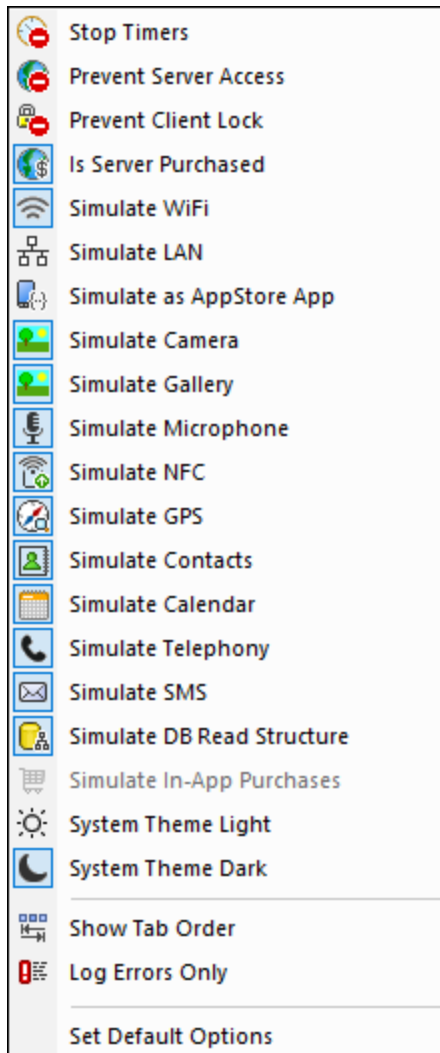 Stop Timers
Prevent Server Access
Prevent Client Lock
Is Server Purchased
Simulate WiFi
Simulate LAN
Simulate as AppStore App
Simulate Camera
Simulate Gallery
Simulate Microphone
Simulate NFC
Simulate GPS
Simulate Contacts
Simulate Calendar
Simulate Telephony
Simulate SMS
Simulate DB Read Structure
Simulate In-App Purchases
System Theme Light
System Theme Dark
Show Tab Order
Log Errors Only
Set Default Options